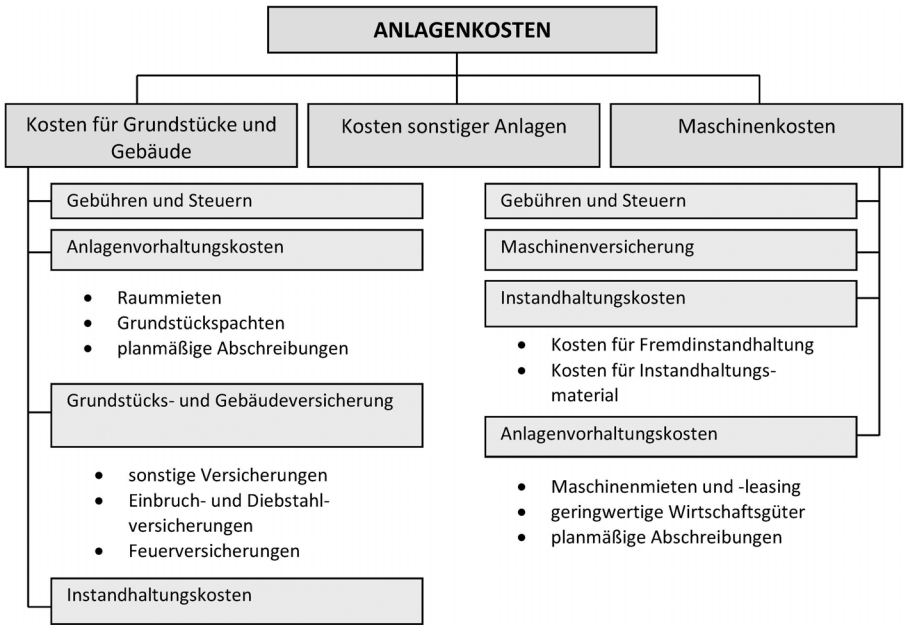 ANLAGENKOSTEN
Kosten für Grundstücke und
Gebäude
Kosten sonstiger Anlagen
Maschinenkosten
Gebühren und Steuern
Anlagenvorhaltungskosten
• Raummieten
• Grundstückspachten
• planmäßige Abschreibungen
Grundstücks- und Gebäudeversicherung
• sonstige Versicherungen
• Einbruch- und Diebstahl-
versicherungen
• Feuerversicherungen
Instandhaltungskosten
Gebühren und Steuern
Maschinenversicherung
Instandhaltungskosten
• Kosten für Fremdinstandhaltung
• Kosten für Instandhaltungs-
material
Anlagenvorhaltungskosten
• Maschinenmieten und -leasing
• geringwertige Wirtschaftsgüter
• planmäßige Abschreibungen